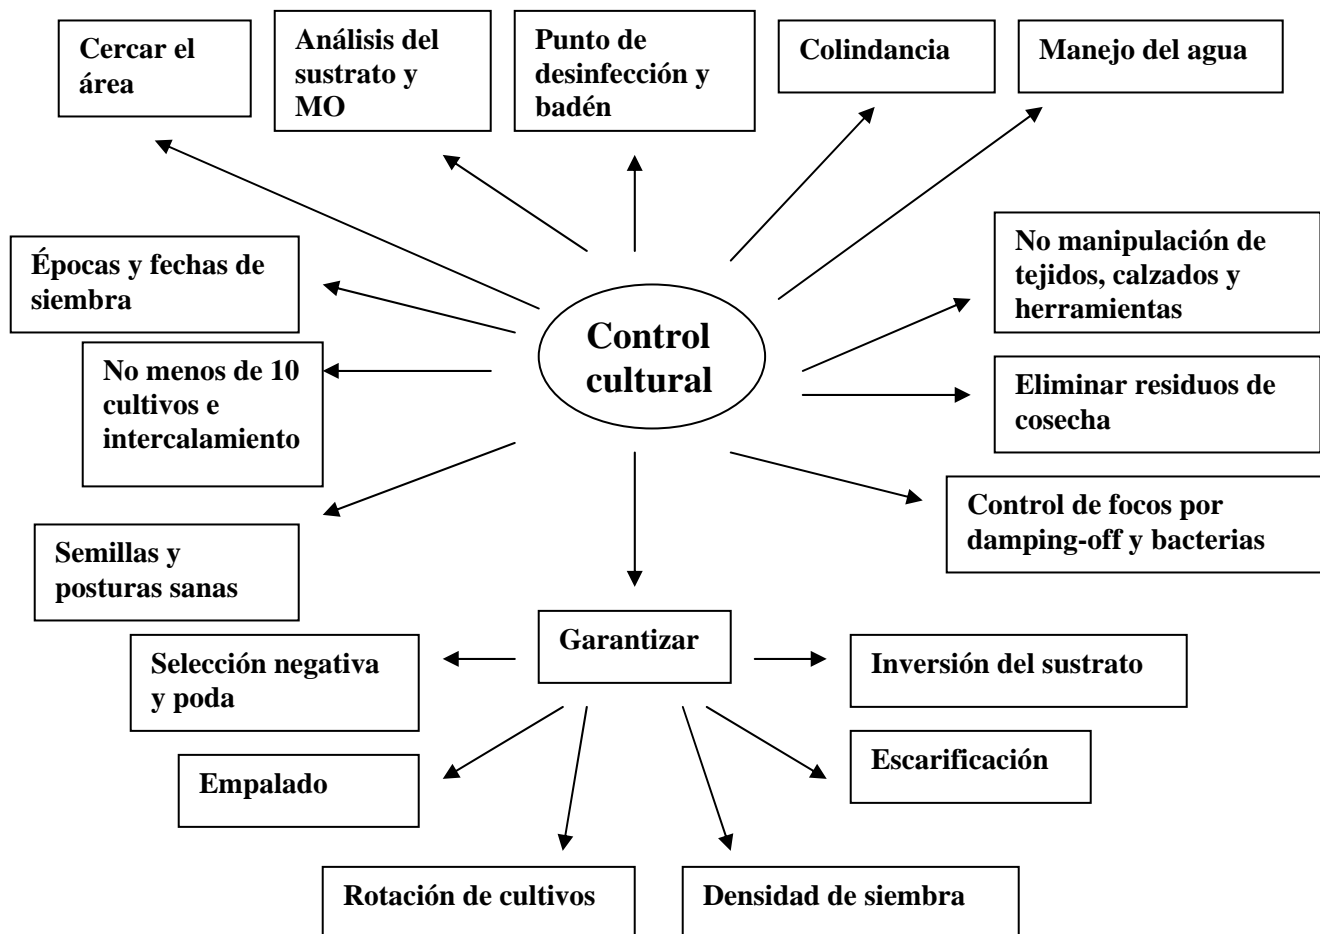 Cercar el
área
Análisis del
sustrato y
MO
Punto de
desinfección y
badén
Colindancia
Manejo del agua
Épocas y fechas de
siembra
No manipulación de
tejidos, calzados y
herramientas
Control
cultural
No menos de 10
cultivos e
intercalamiento
Eliminar residuos de
cosecha
Semillas y
posturas sanas
Control de focos por
damping-off y bacterias
Garantizar
Selección negativa
y poda
Inversión del sustrato
Empalado
Escarificación
Rotación de cultivos
Densidad de siembra